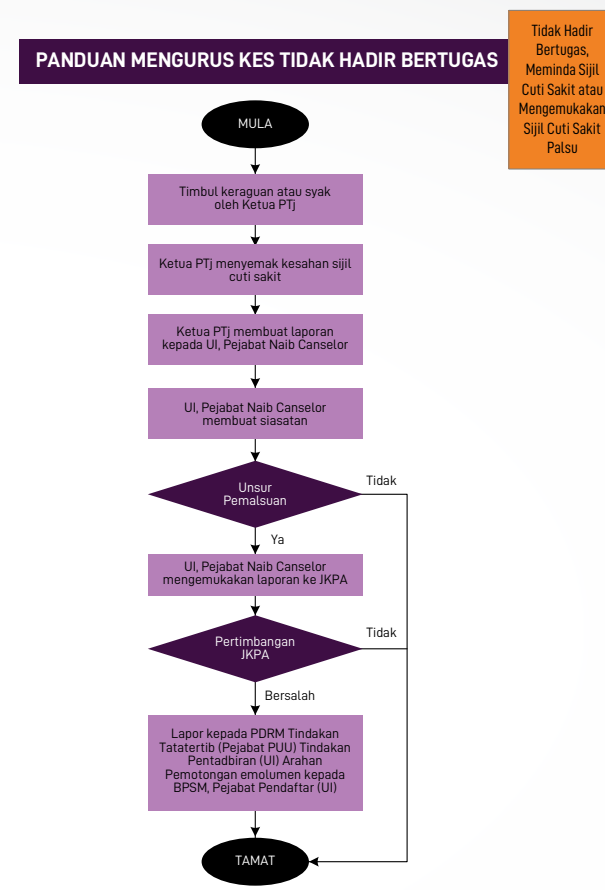 PANDUAN MENGURUS KES TIDAK HADIR BERTUGAS
Tidak Hadir
Bertugas,
Meminda Sijil
Cuti Sakit atau
Mengemukakan
Sijil Cuti Sakit
Palsu
MULA
Timbul keraguan atau syak
oleh Ketua PTj
Ketua PTj menyemak kesahan sijil
cuti sakit
Ketua PTj membuat laporan
kepada UI, Pejabat Naib Canselor
UI, Pejabat Naib Canselor
membuat siasatan
Unsur
Pemalsuan
Tidak
Ya
UI, Pejabat Naib Canselor
mengemukakan laporan ke JKPA
Pertimbangan
JKPA
Tidak
Bersalah
Lapor kepada PDRM Tindakan
Tatatertib (Pejabat PUU) Tindakan
Pentadbiran (UI) Arahan
Pemotongan emolumen kepada
BPSM, Pejabat Pendaftar (UI)
TAMAT